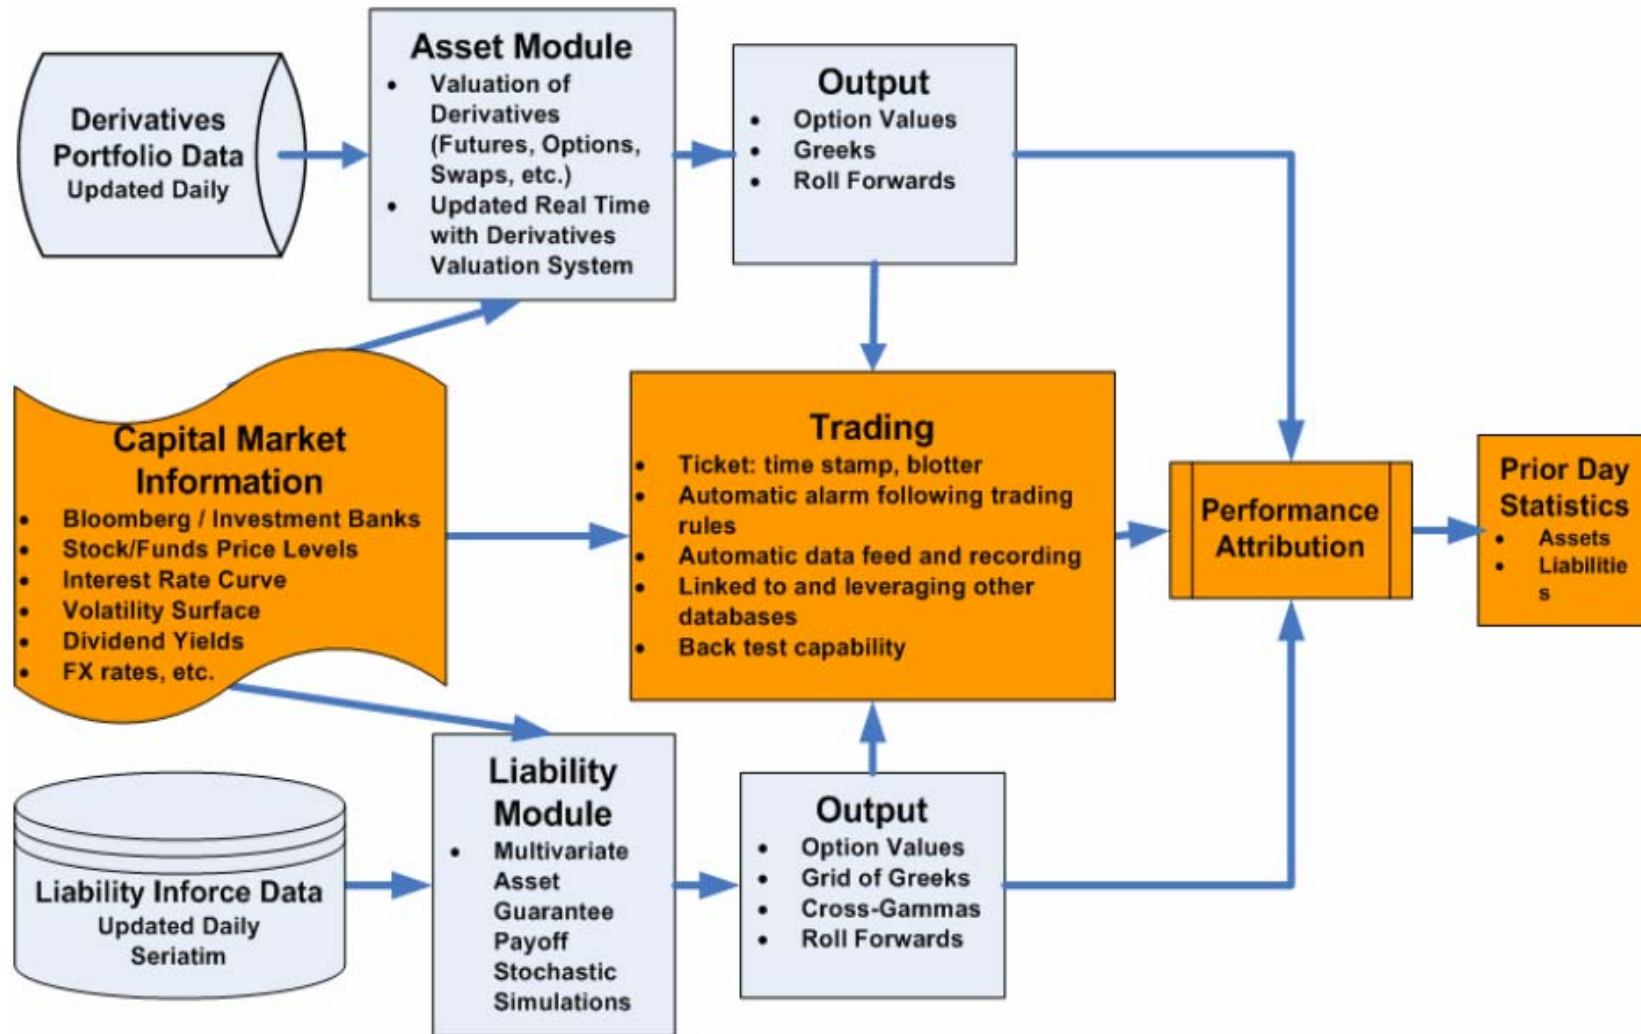 Derivatives
Portfolio Data
Updated Daily
Asset Module
• Valuation of
Derivatives
(Futures, Options,
Swaps, etc.)
• Updated Real Time
with Derivatives
Valuation System
Output
• Option Values
• Greeks
• Roll Forwards
Capital Market
Information
• Bloomberg / Investment Banks
• Stock/Funds Price Levels
• Interest Rate Curve
• Volatility Surface
• Dividend Yields
• FX rates, etc.
Trading
• Ticket: time stamp, blotter
• Automatic alarm following trading
rules
• Automatic data feed and recording
• Linked to and leveraging other
databases
• Back test capability
Performance
Attribution
Prior Day
Statistics
• Assets
• Liabilitie
s
Liability Inforce Data
Updated Daily
Seriatim
Liability
Module
• Multivariate
Asset
Guarantee
Payoff
Stochastic
Simulations
Output
• Option Values
• Grid of Greeks
• Cross-Gammas
• Roll Forwards